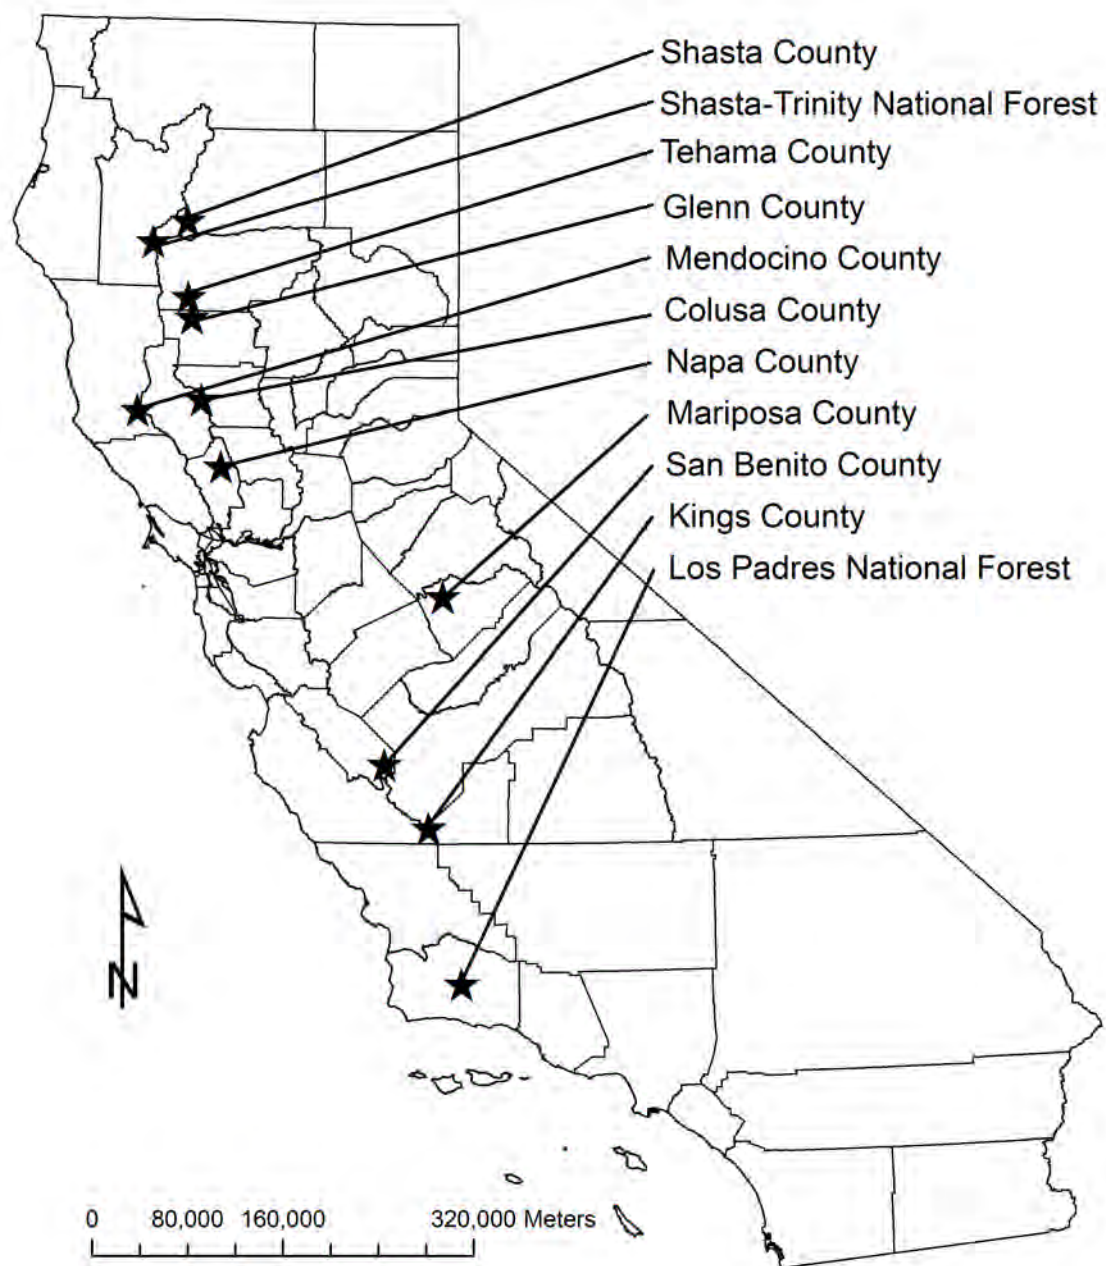 Shasta County
Shasta-Trinity National Forest
Tehama County
Glenn County
Mendocino County
Colusa County
Napa County
Mariposa County
San Benito County
Kings County
Los Padres National Forest
N
0 80,000 160,000 320,000 Meters